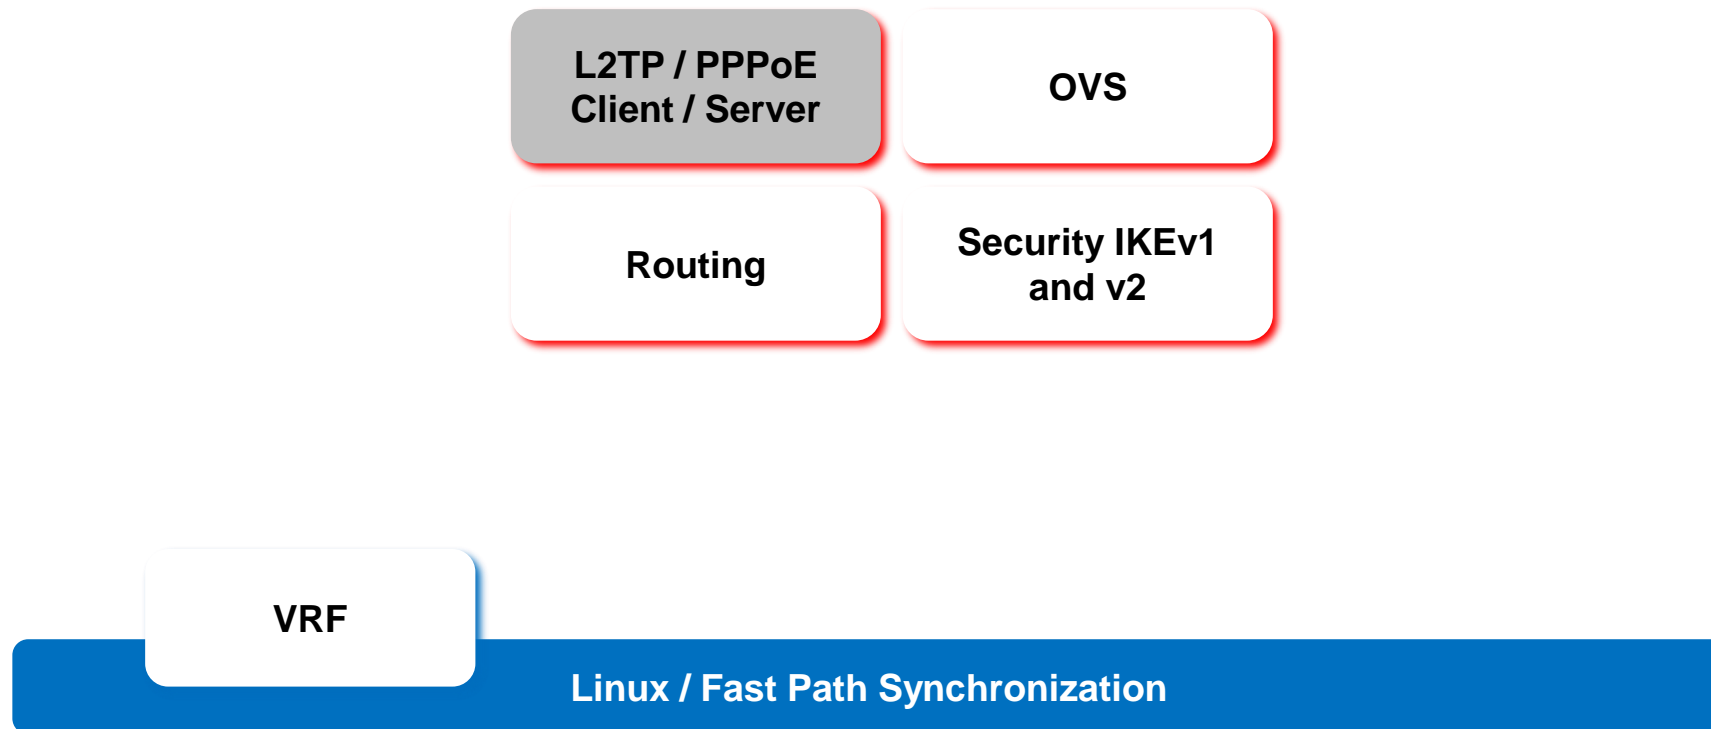 L2TP / PPPoE
Client / Server
OVS
Routing
Security IKEv1
and v2
VRF
Linux / Fast Path Synchronization